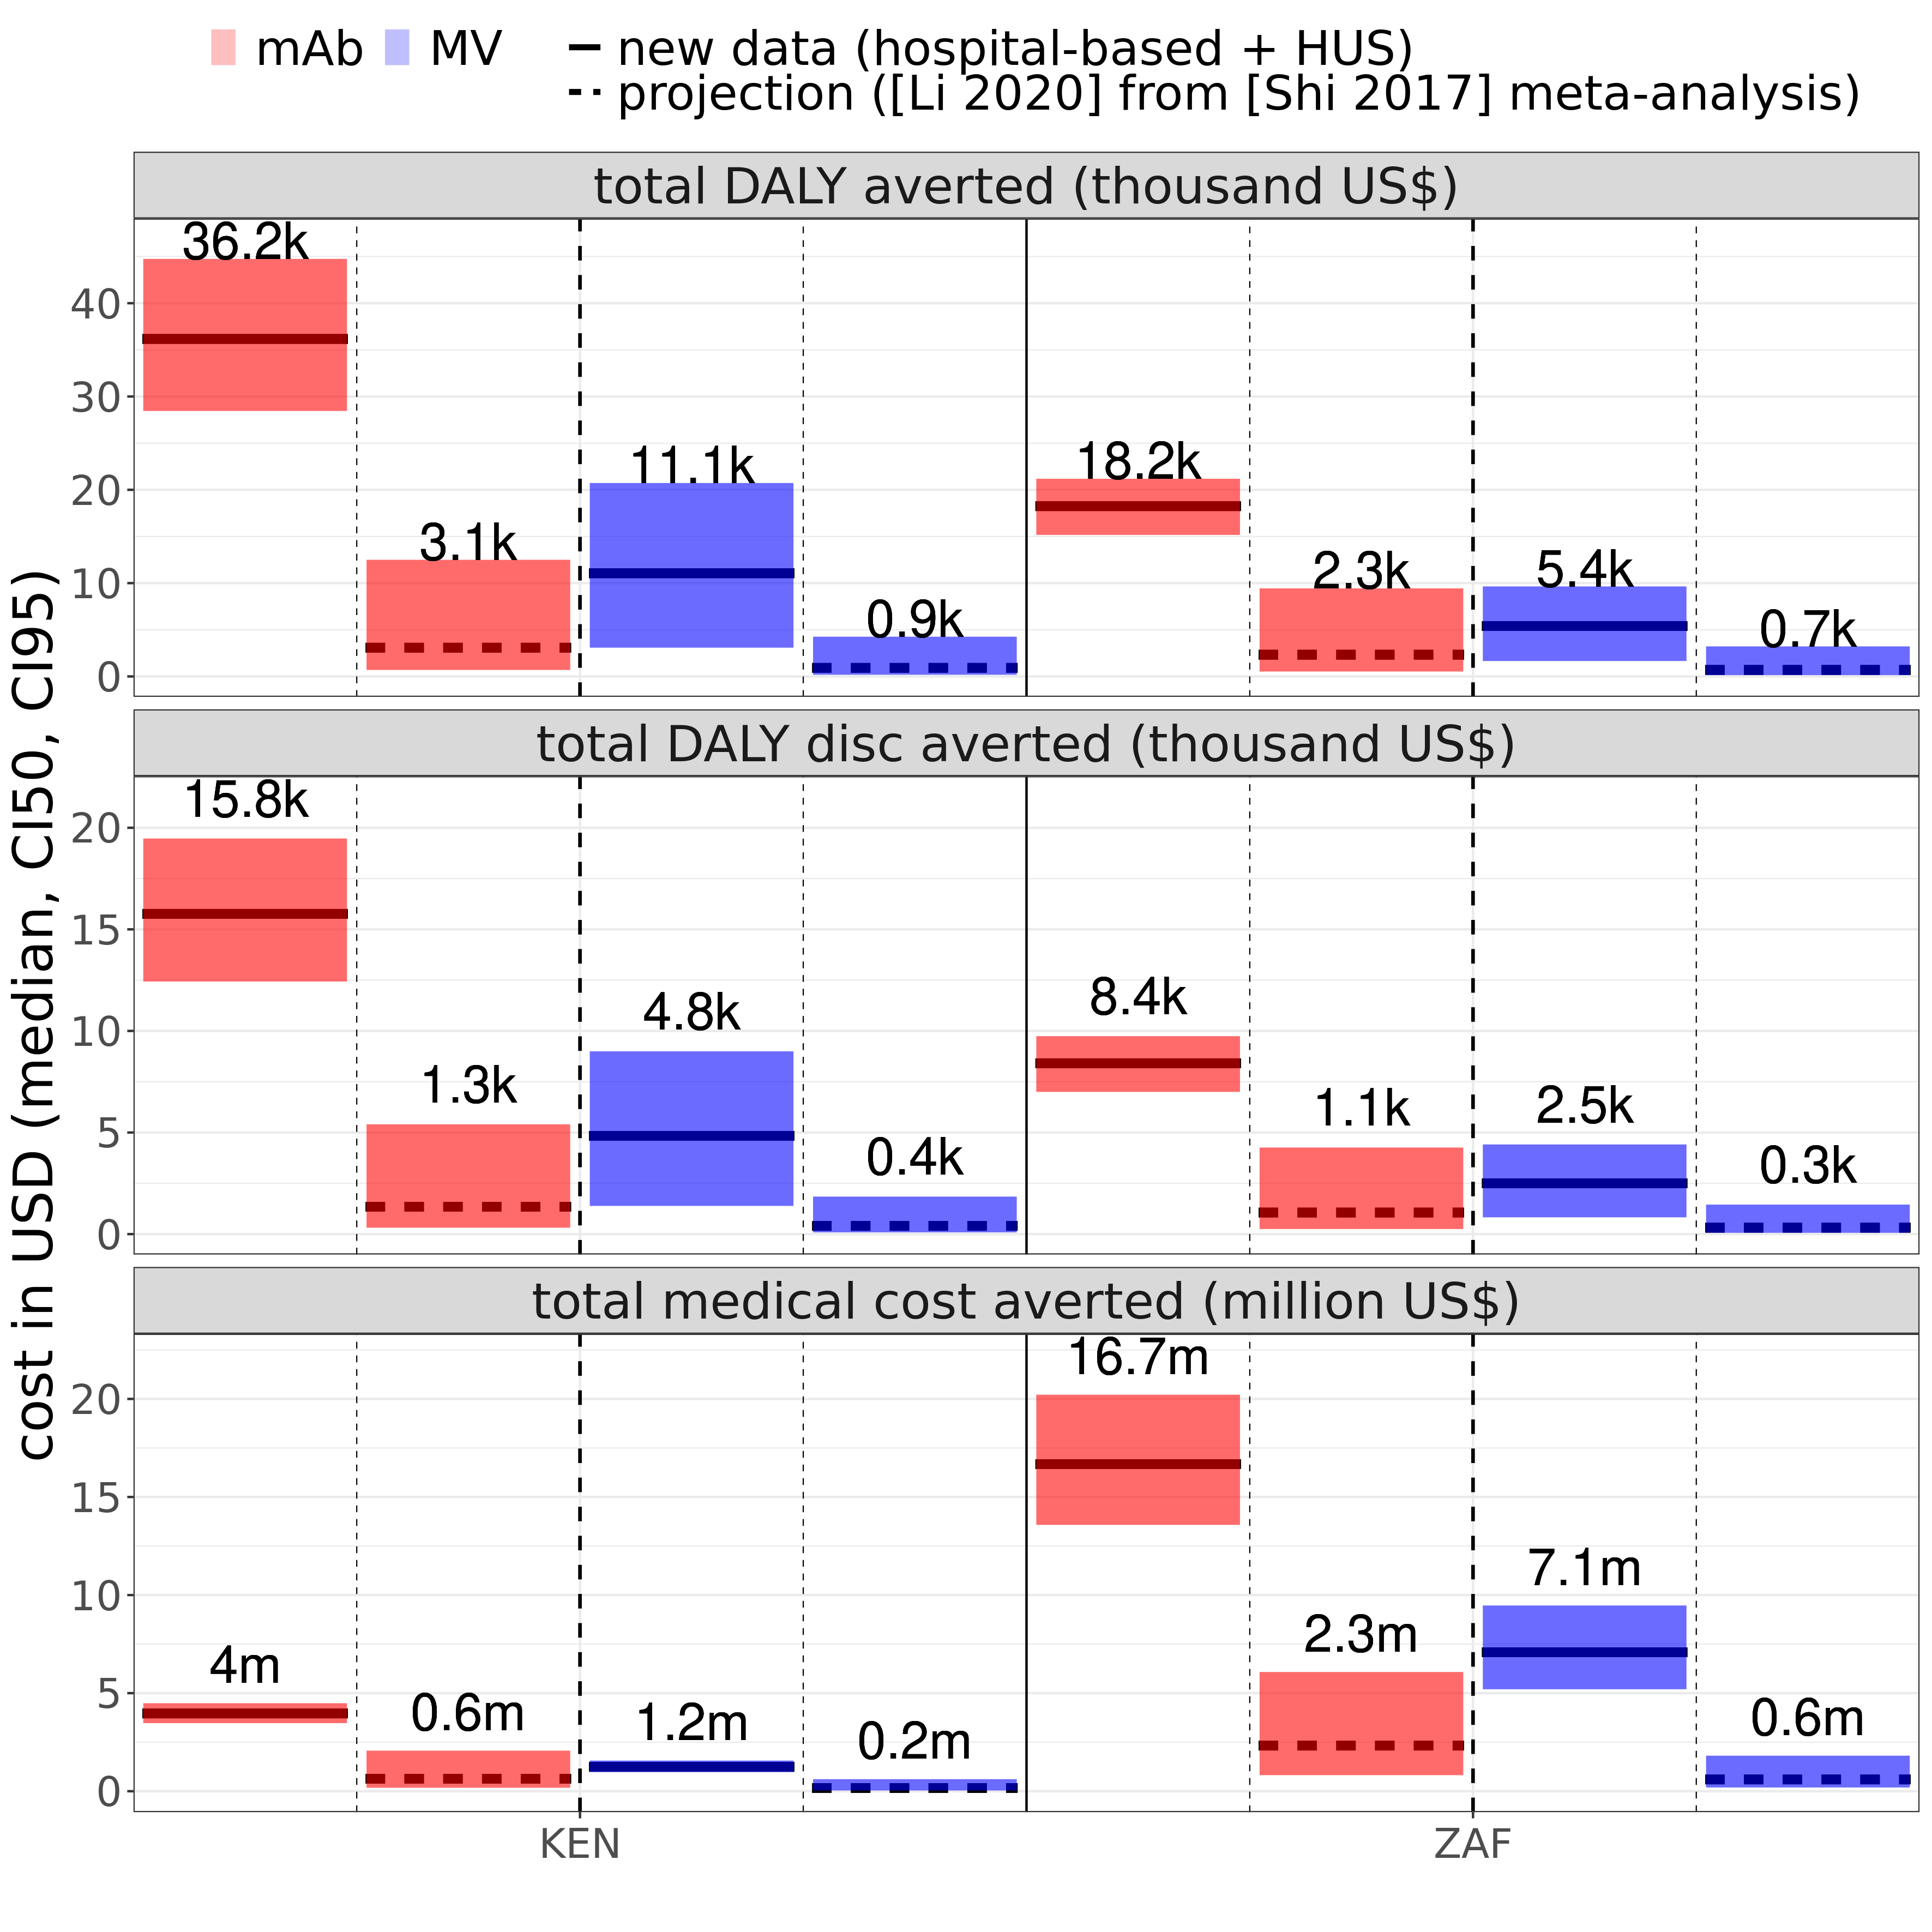 mAb MV new data (hospital-based + HUS)
projection ([Li 2020] from [Shi 2017] meta-analysis)
cost in USD (median, CI50, CI95)
total DALY averted (thousand US$)
36.2k 3.1k 11.1k 0.9k 18.2k 2.3k 5.4k 0.7k
40
30
20
10
0
total DALY disc averted (thousand US$)
15.8k 1.3k 4.8k 0.4k 8.4k 1.1k 2.5k 0.3k
20
15
10
5
0
total medical cost averted (million US$)
4m 0.6m 1.2m 0.2m 16.7m 2.3m 7.1m 0.6m
20
15
10
5
0
KEN ZAF